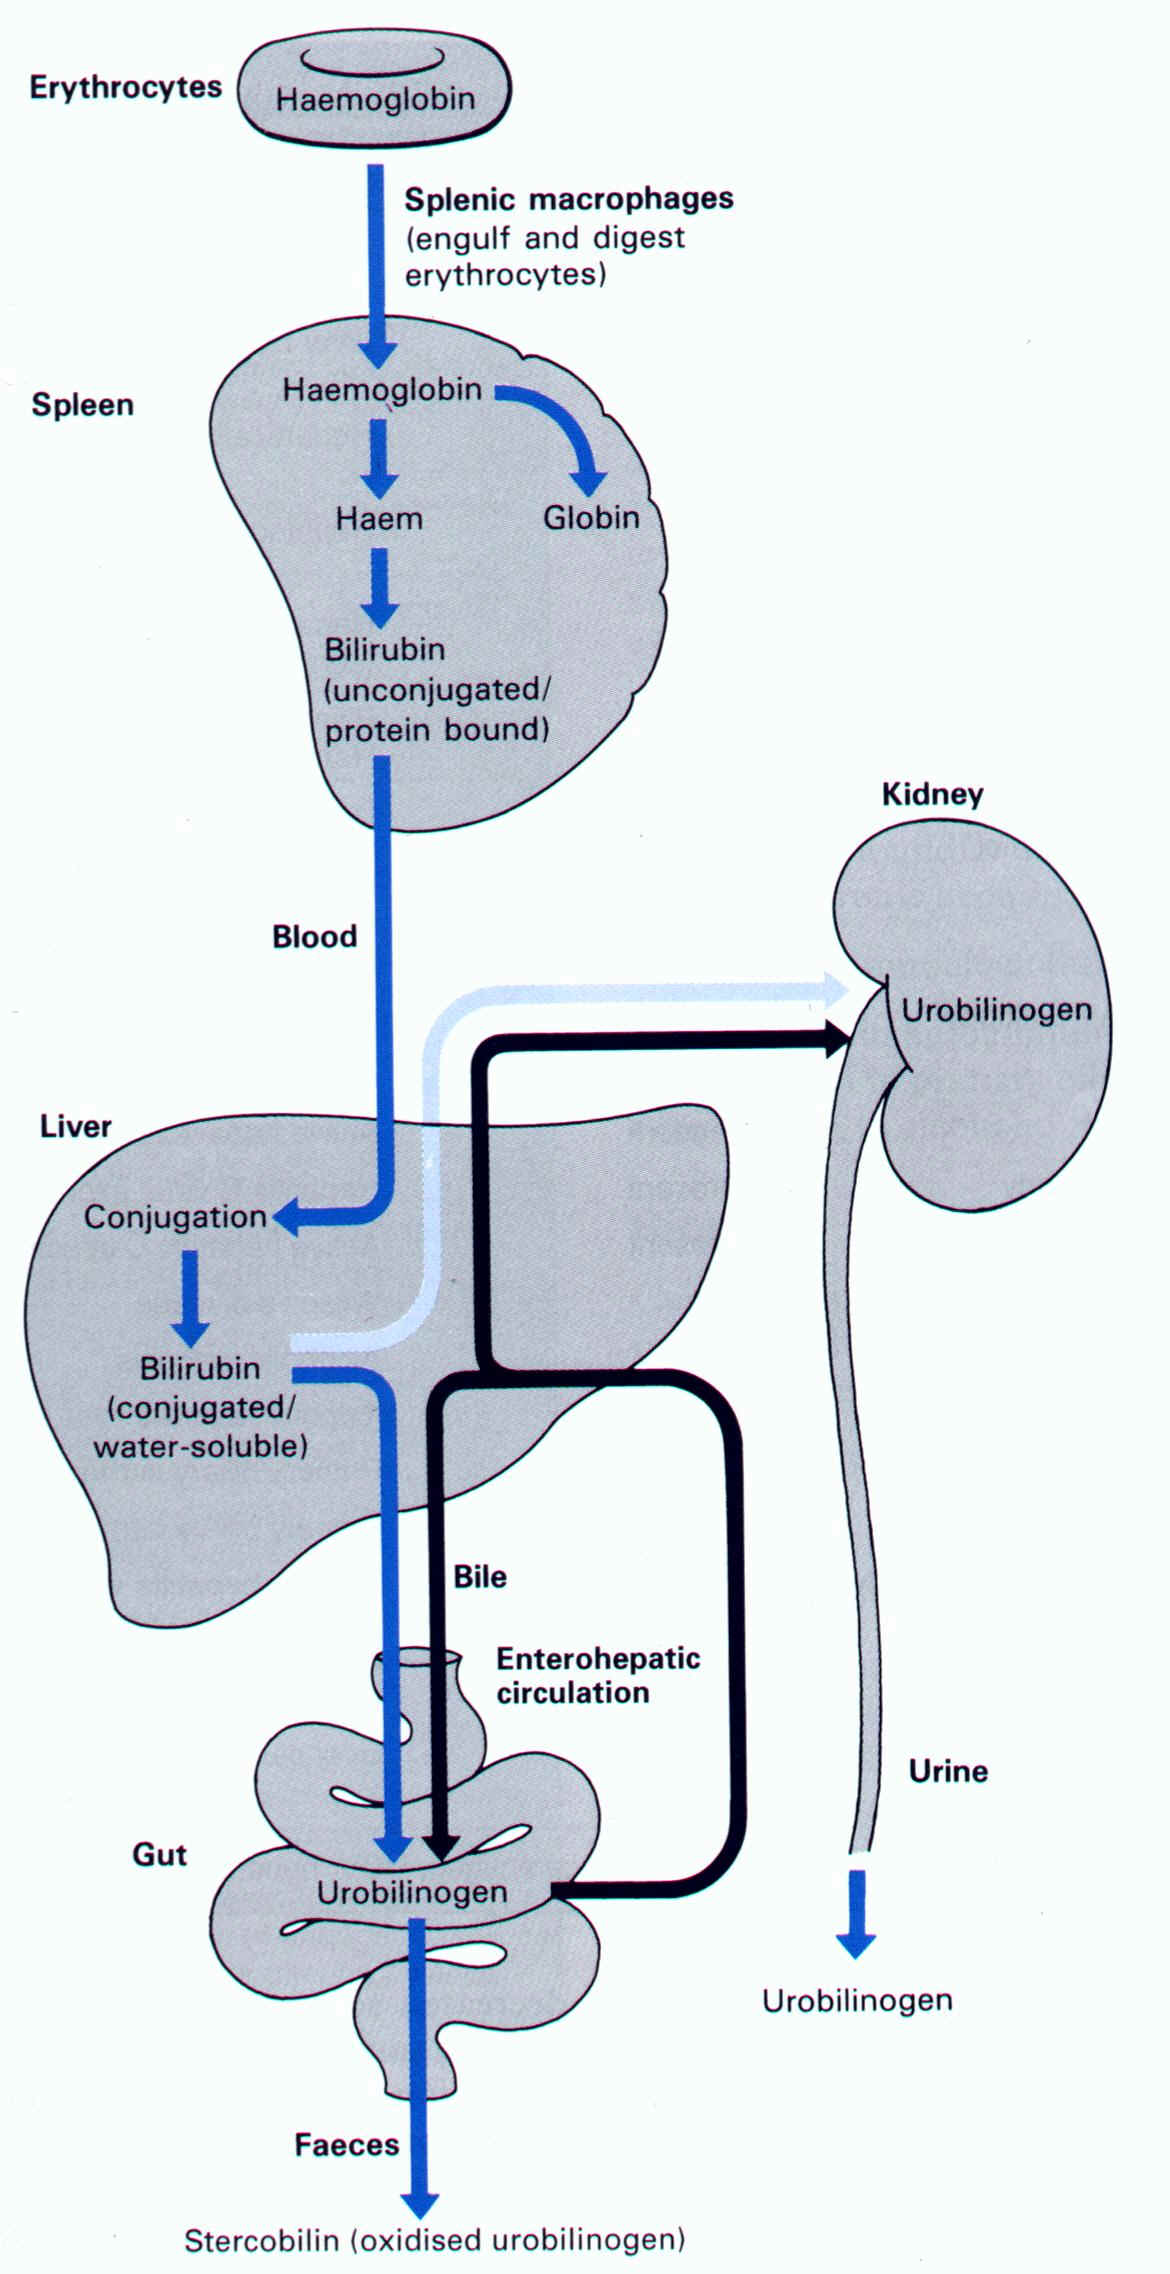 Erythrocytes
Haemoglobin
Splenic macrophages
(engulf and digest
erythrocytes)
Spleen
Haemoglobin
Haem
Globin
Bilirubin
(unconjugated/
protein bound)
Kidney
Blood
Urobilinogen
Liver
Conjugation
Bilirubin
(conjugated/
water-soluble)
Bile
Enterohepatic
circulation
Urine
Gut
Urobilinogen
Urobilinogen
Faeces
Stercobilin (oxidised urobilinogen)